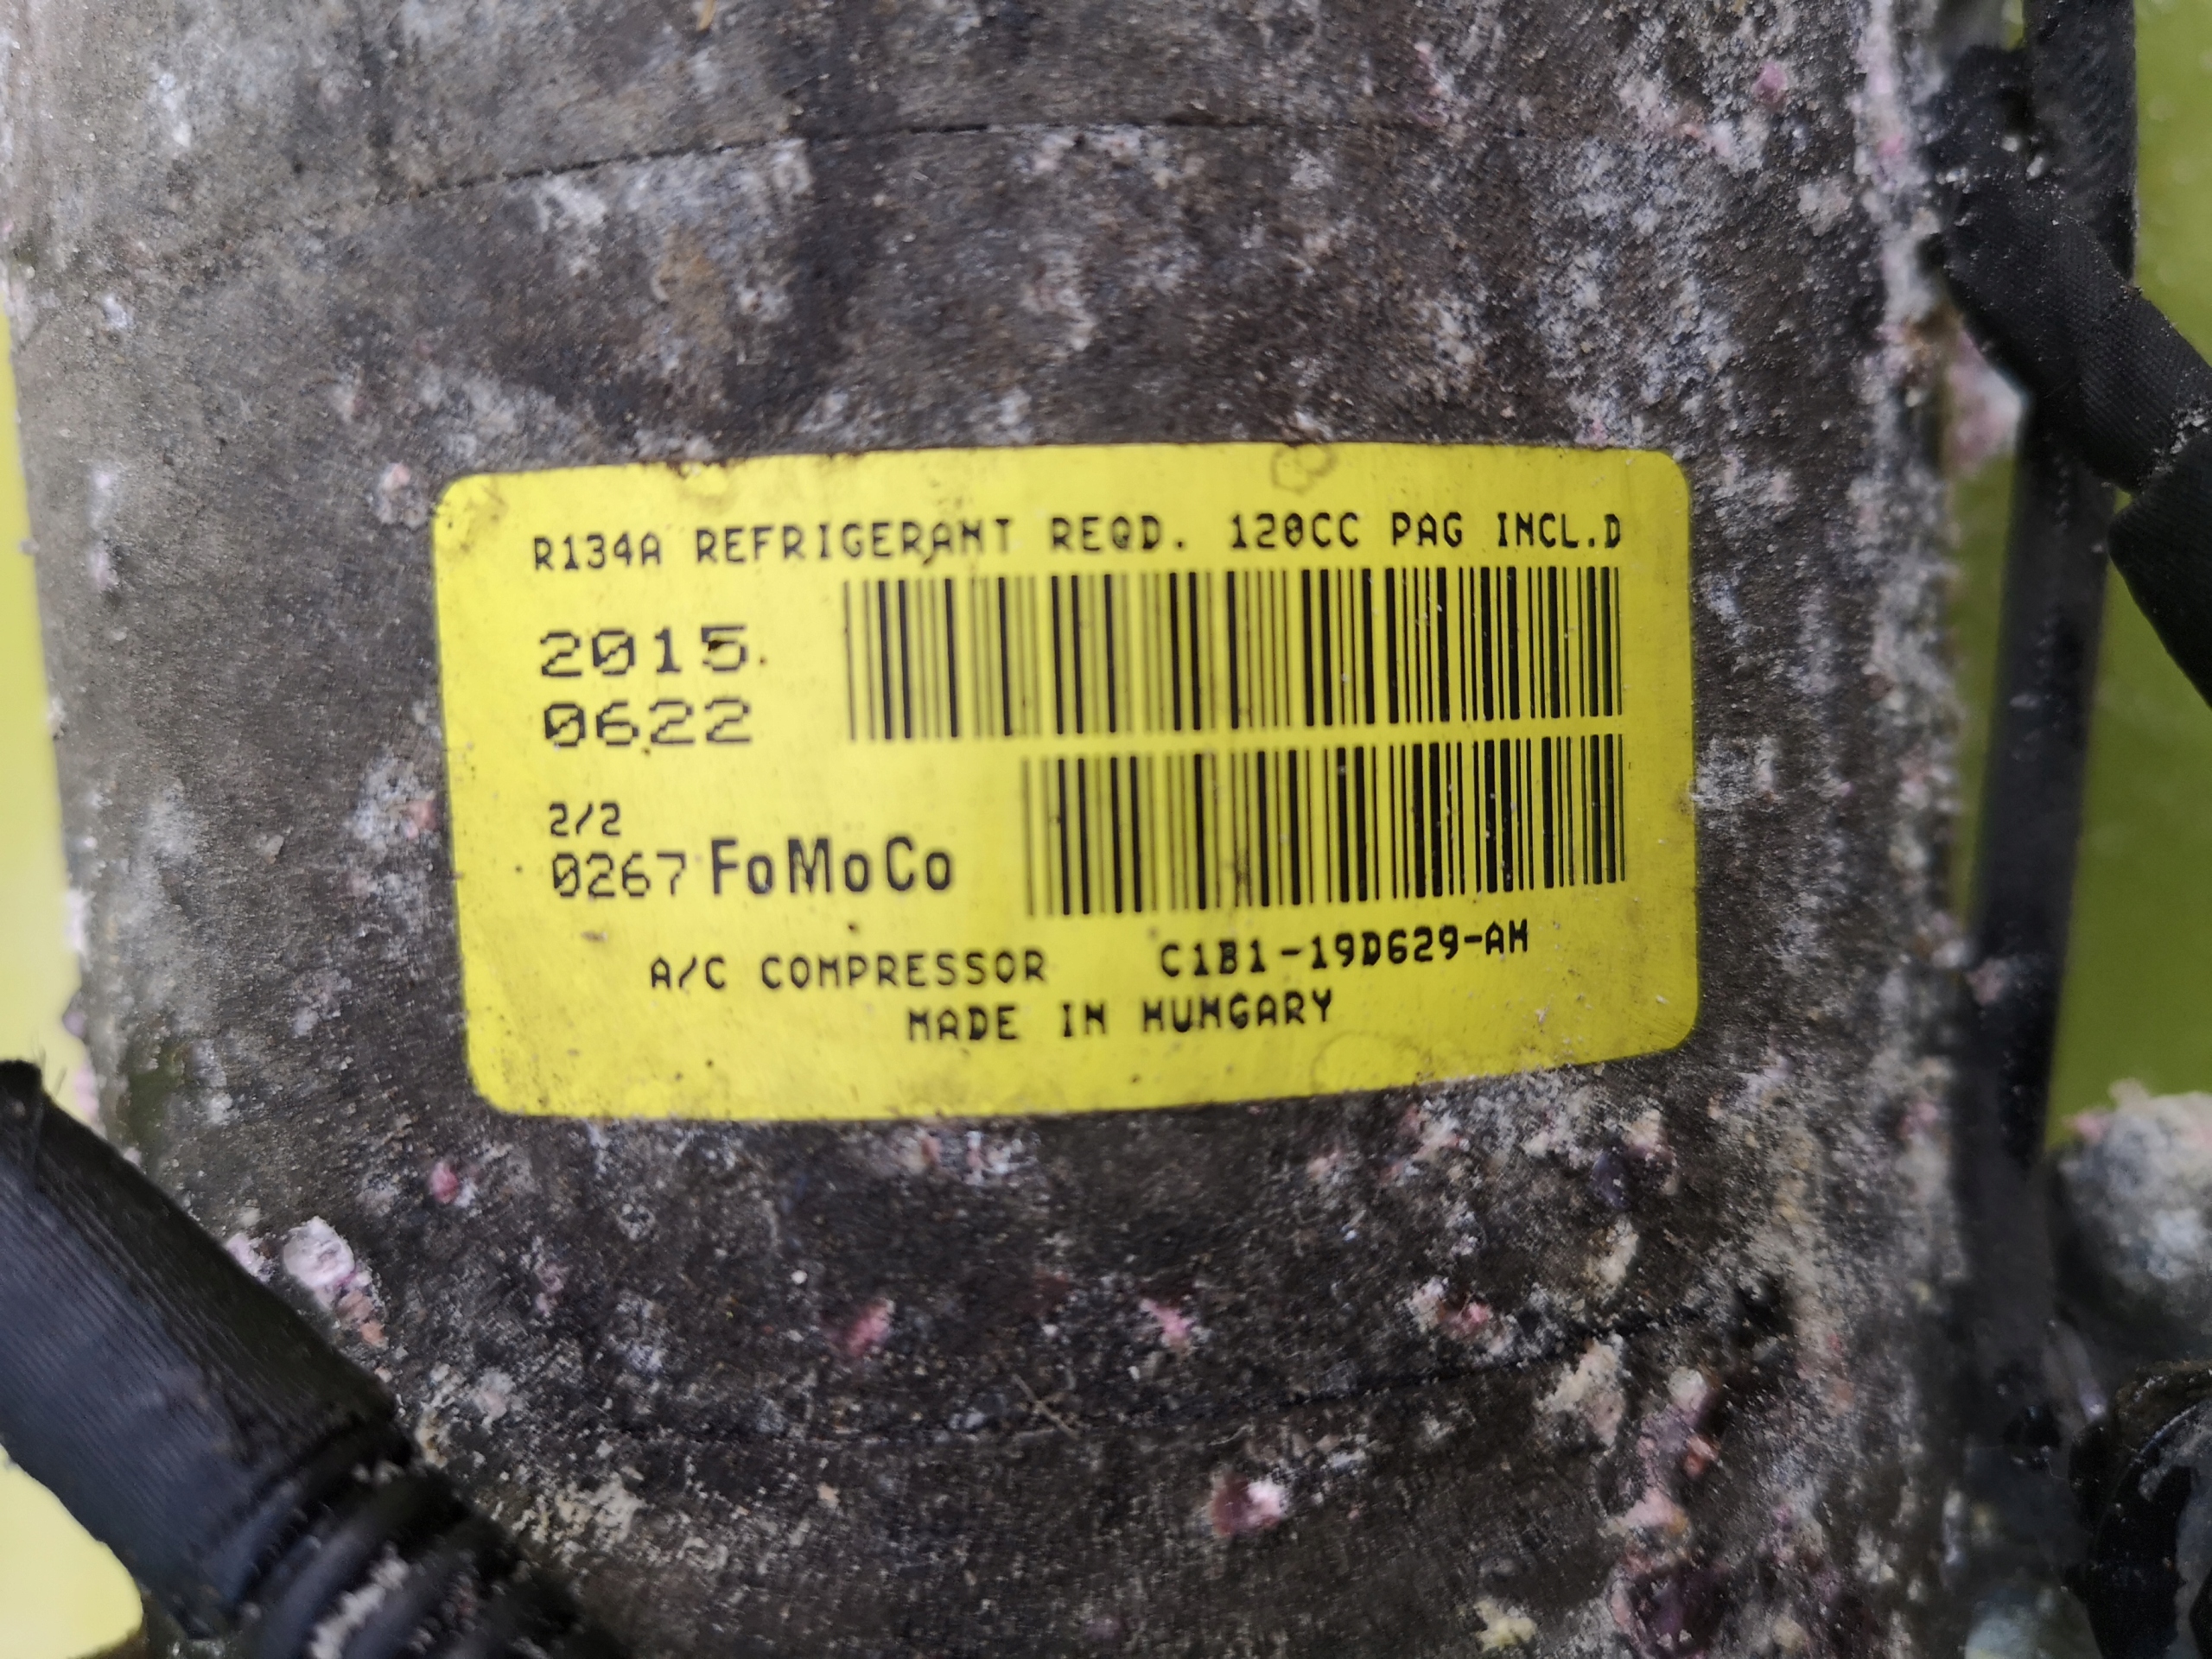 R134A REFRIGERANT REQD. 120CC PAG INCL.D
2015
0622
2/2
0267 FoMoCo
A/C COMPRESSOR C1B1-19D629-AH
MADE IN HUNGARY